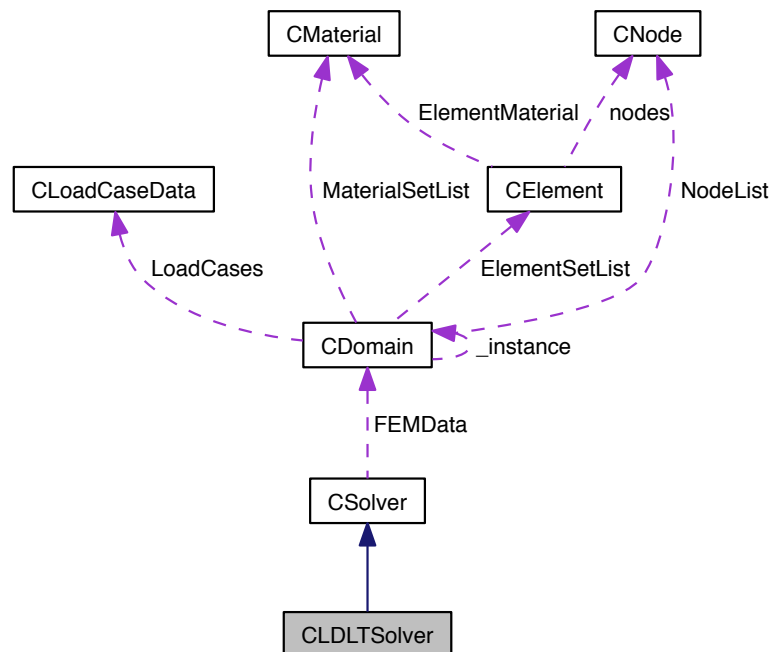 CMaterial
CNode
ElementMaterial
nodes
CLoadCaseData
MaterialSetList
CElement
NodeList
LoadCases
ElementSetList
CDomain
_instance
FEMData
CSolver
CLDLTSolver